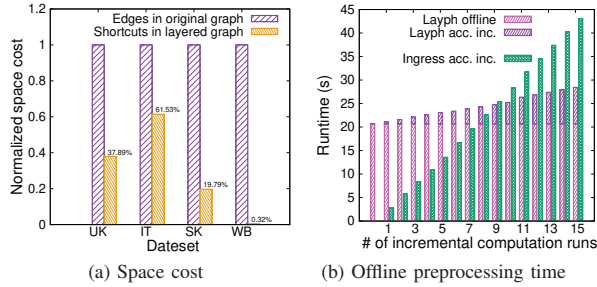 Normalized space cost
1.2
1
0.8
0.6
0.4
0.2
0
Edges in original graph
Shortcuts in layered graph
37.89%
61.53%
19.79%
0.32%
UK IT SK WB
Dateset
(a) Space cost
Runtime (s)
45
40
35
30
25
20
15
10
5
0
Layph offline
Layph acc. inc.
Ingress acc. inc.
1 3 5 7 9 11 13 15
# of incremental computation runs
(b) Offline preprocessing time